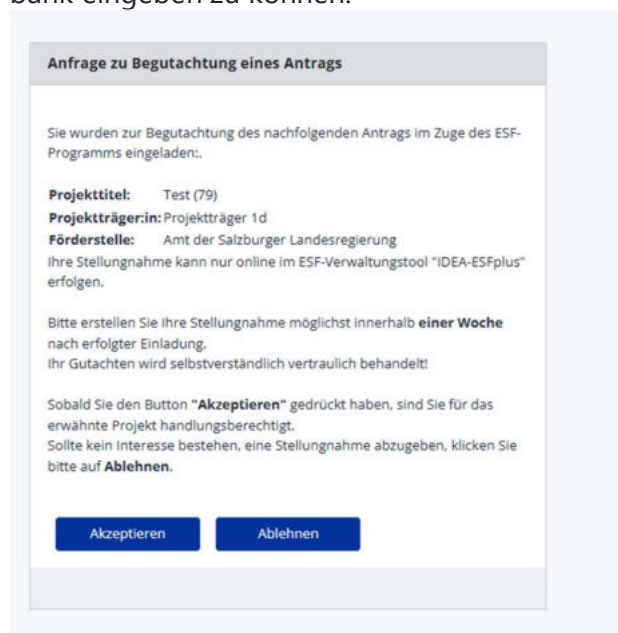 bank eingeben zu können.
Anfrage zu Begutachtung eines Antrags
Sie wurden zur Begutachtung des nachfolgenden Antrags im Zuge des ESF-
Programms eingeladen:.
Projekttitel: Test (79)
Projektträger:in: Projektträger 1d
Förderstelle: Amt der Salzburger Landesregierung
Ihre Stellungnahme kann nur online im ESF-Verwaltungstool "IDEA-ESFplus"
erfolgen.
Bitte erstellen Sie Ihre Stellungnahme möglichst innerhalb einer Woche
nach erfolgter Einladung.
Ihr Gutachten wird selbstverständlich vertraulich behandelt!
Sobald Sie den Button "Akzeptieren" gedrückt haben, sind Sie für das
erwähnte Projekt handlungsberechtigt.
Sollte kein Interesse bestehen, eine Stellungnahme abzugeben, klicken Sie
bitte auf Ablehnen.
Akzeptieren Ablehnen